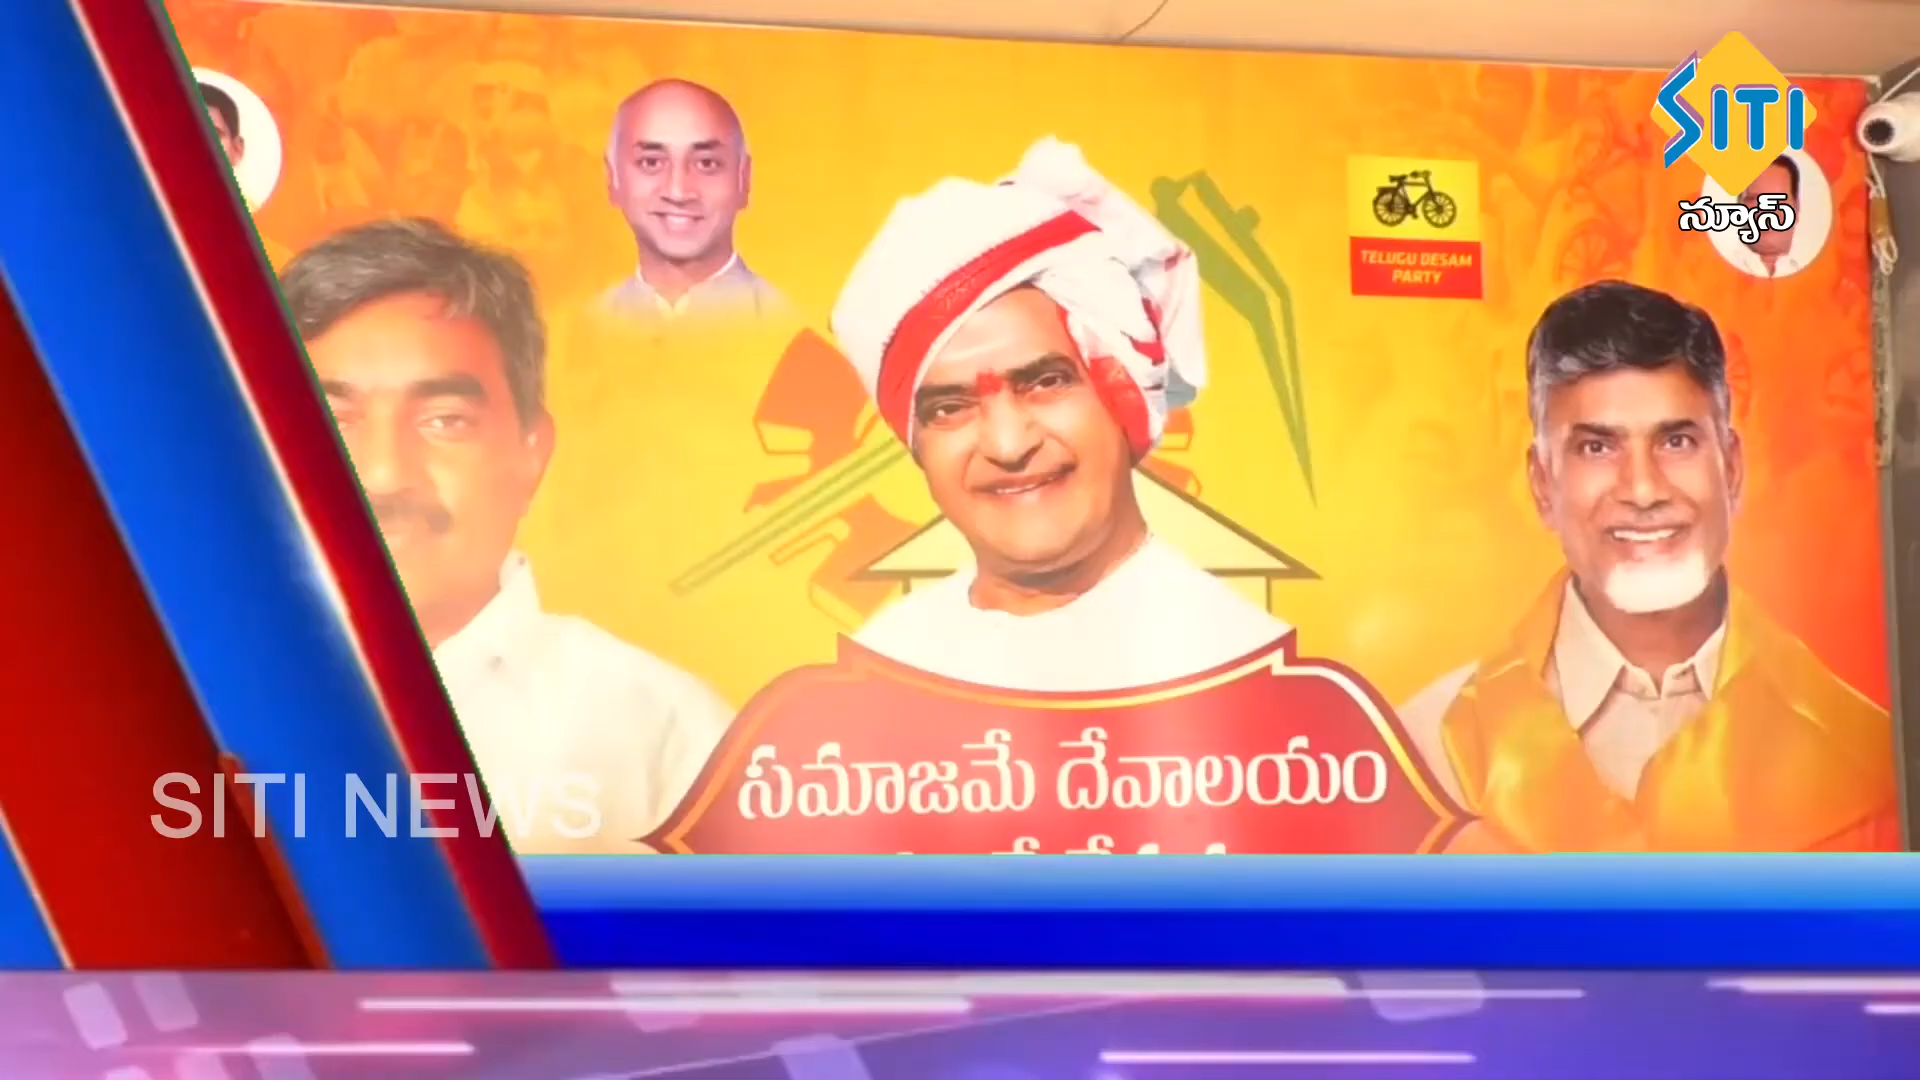 SITI
న్యూస్
TELUGU DESAM
PARTY
సమాజమే దేవాలయం
SITI NEWS